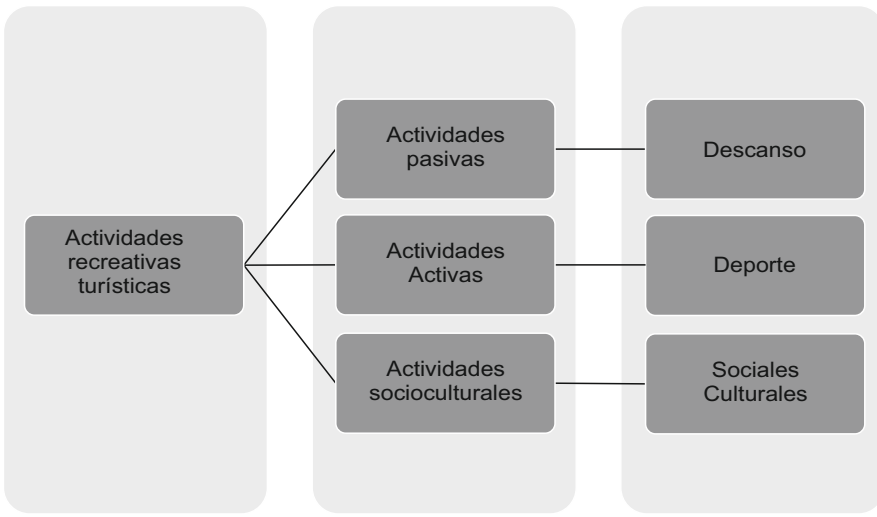 Actividades
recreativas
turísticas
Actividades
pasivas
Descanso
Actividades
Activas
Deporte
Actividades
socioculturales
Sociales
Culturales